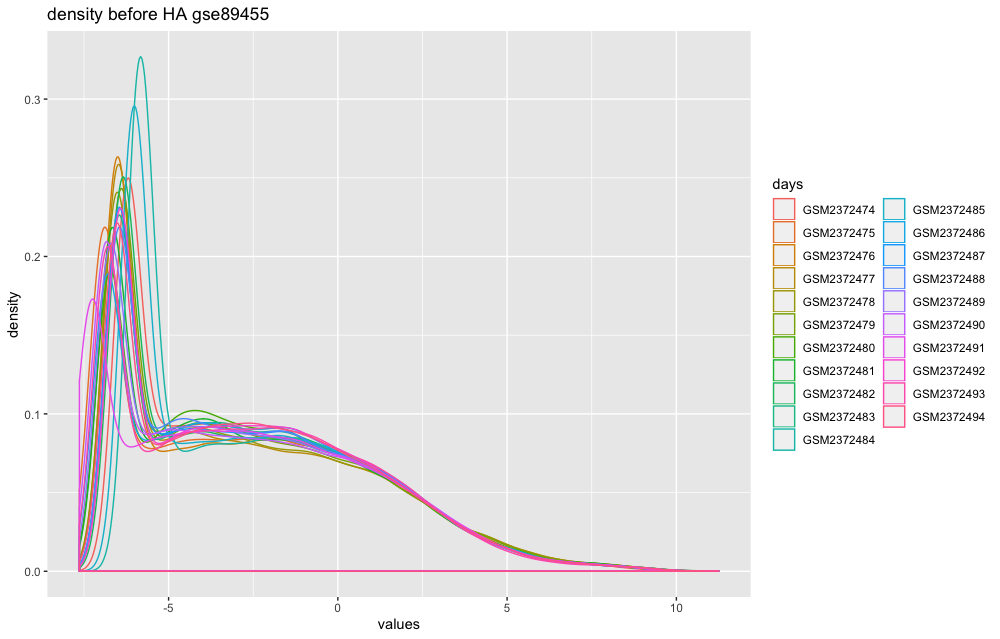 density before HA gse89455
density
0.3
0.2
0.1
0.0
-5
0
5
10
values
days
GSM2372474
GSM2372475
GSM2372476
GSM2372477
GSM2372478
GSM2372479
GSM2372480
GSM2372481
GSM2372482
GSM2372483
GSM2372484
GSM2372485
GSM2372486
GSM2372487
GSM2372488
GSM2372489
GSM2372490
GSM2372491
GSM2372492
GSM2372493
GSM2372494